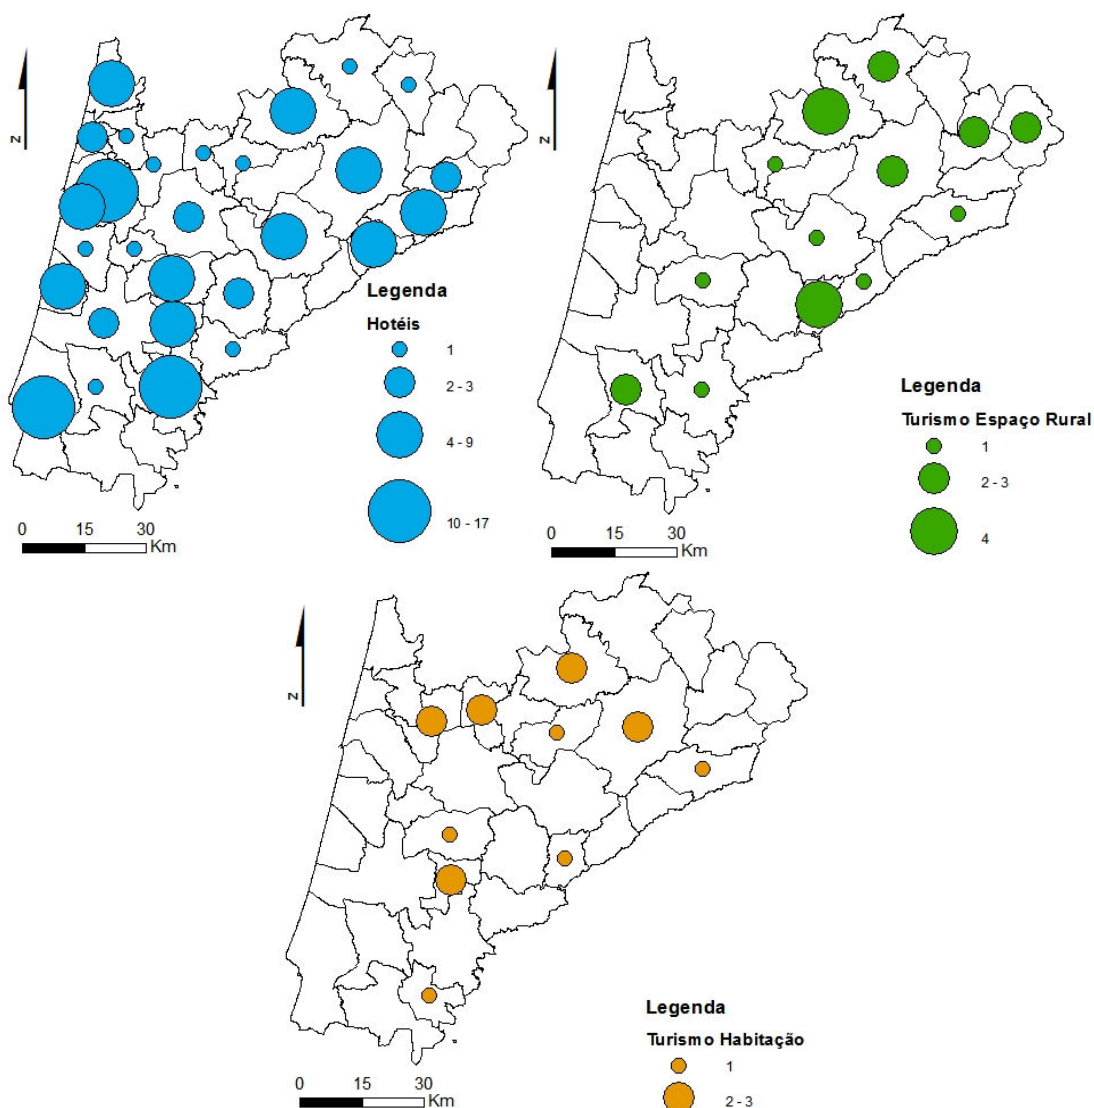 N
Legenda
Hotéis
1
2 - 3
4 - 9
10 - 17
0 15 30
Km
N
Legenda
Turismo Espaço Rural
1
2 - 3
4
0 15 30
Km
N
Legenda
Turismo Habitação
1
2 - 3
0 15 30
Km